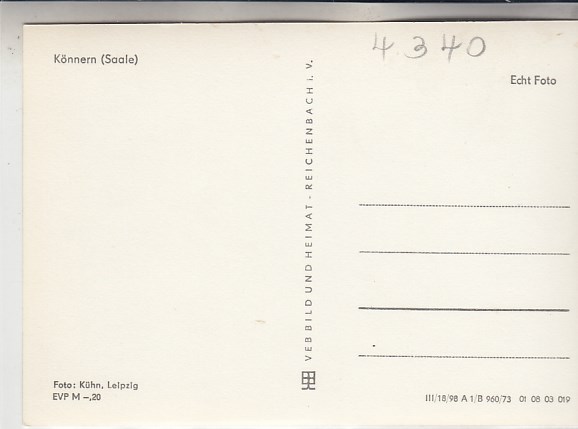 Könnern (Saale)
4340
Echt Foto
VEB BILD UND HEIMAT - REICHENBACH i. V.
Foto: Kühn, Leipzig
EVP M –,20
III/18/98 A 1/B 960/73 01 08 03 019